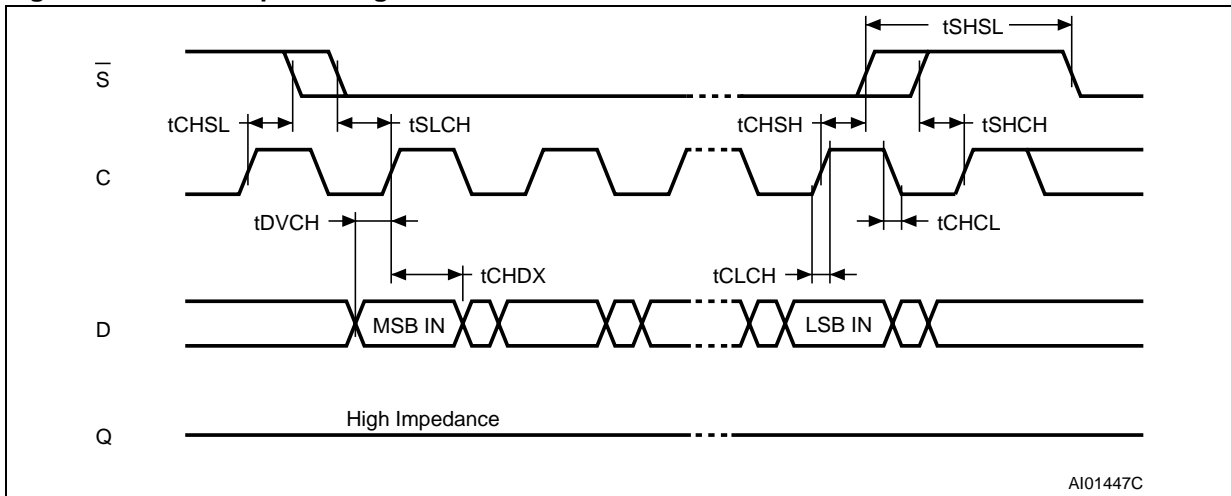 tSHSL
S
tCHSL
tSLCH
tCHSH
tSHCH
C
tDVCH
tCHCL
tCHDX
tCLCH
D
MSB IN
LSB IN
High Impedance
Q
AI01447C